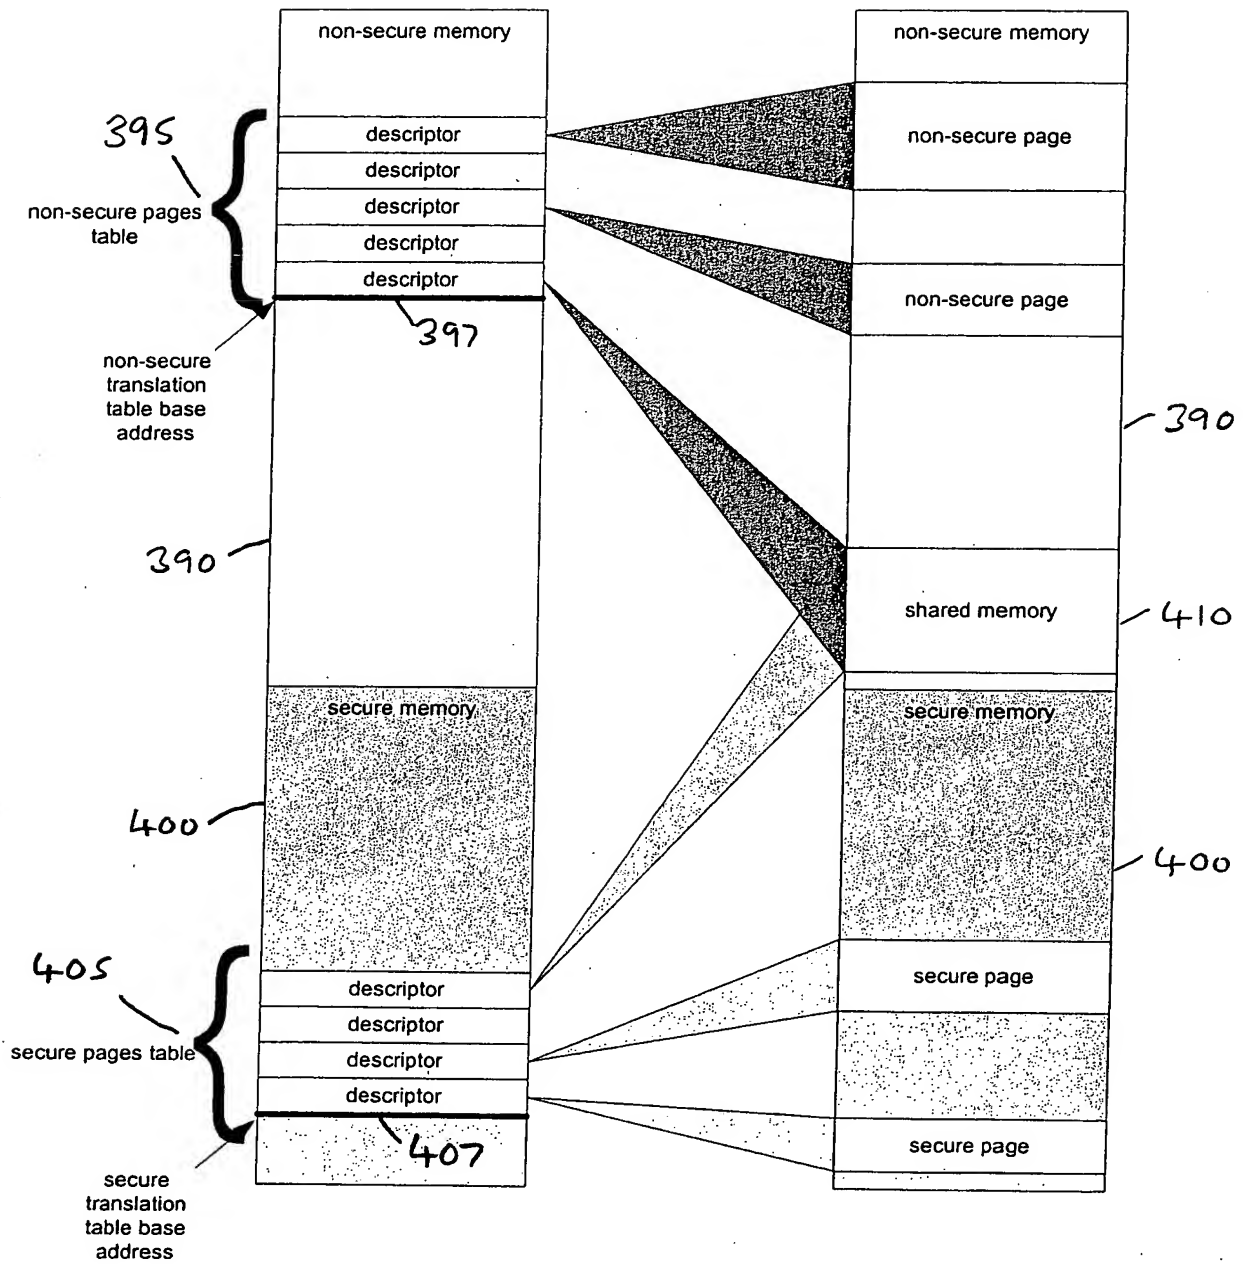 non-secure memory
non-secure memory
395
descriptor
non-secure page
descriptor
non-secure pages
table
descriptor
descriptor
descriptor
non-secure page
397
non-secure
translation
table base
address
390
390
shared memory
410
secure memory
secure memory
400
400
405
descriptor
secure page
descriptor
secure pages table
descriptor
descriptor
407
secure page
secure
translation
table base
address